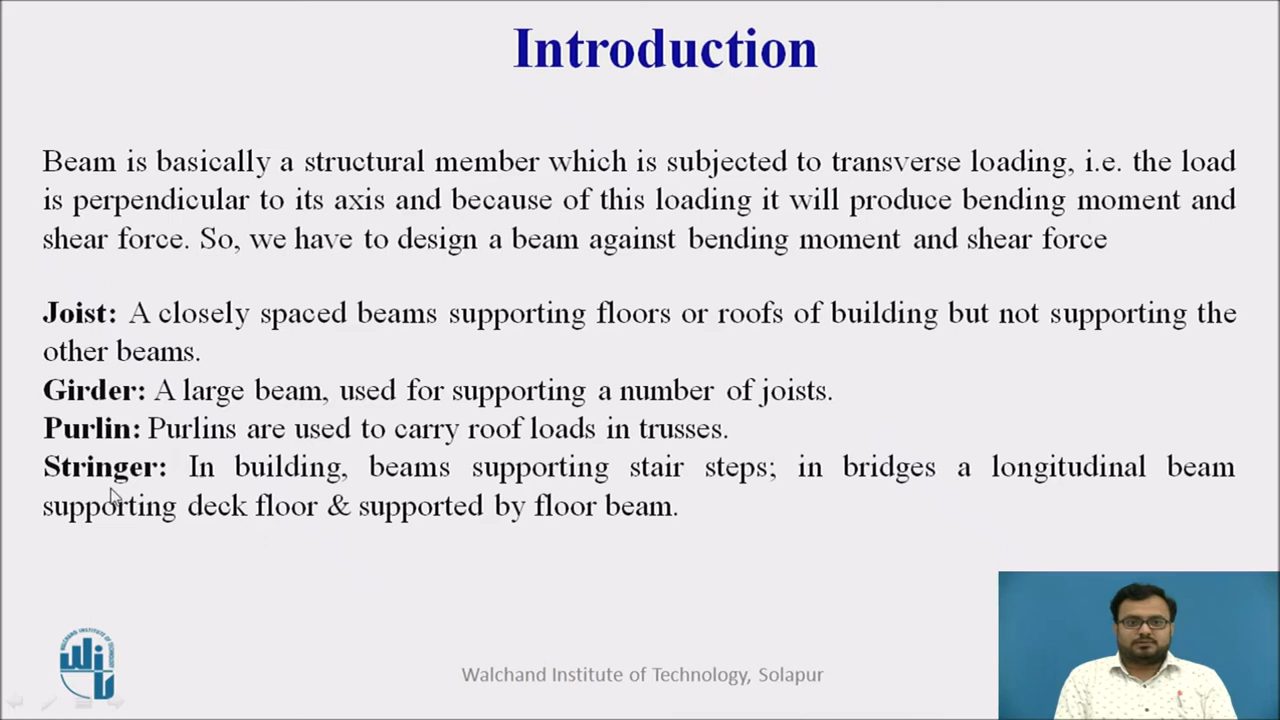 Introduction
Beam is basically a structural member which is subjected to transverse loading, i.e. the load
is perpendicular to its axis and because of this loading it will produce bending moment and
shear force. So, we have to design a beam against bending moment and shear force
Joist: A closely spaced beams supporting floors or roofs of building but not supporting the
other beams.
Girder: A large beam, used for supporting a number of joists.
Purlin: Purlins are used to carry roof loads in trusses.
Stringer: In building, beams supporting stair steps; in bridges a longitudinal beam
supporting deck floor & supported by floor beam.
WALCHAND INSTITUTE OF TECHNOLOGY
Walchand Institute of Technology, Solapur